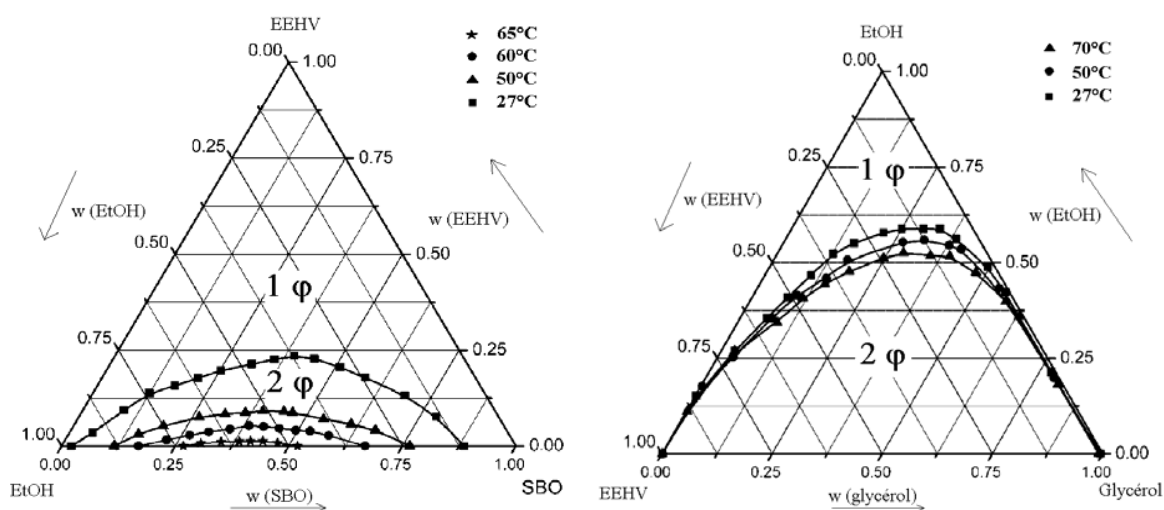 EEHV
0.00 1.00
65°C
60°C
50°C
27°C
0.25 0.75
w (EtOH)
w (EEHV)
0.50 0.50
1 φ
0.75 0.25
2 φ
1.00 0.00
0.00 0.25 0.50 0.75 1.00
EtOH
w (SBO)
SBO
EtOH
0.00 1.00
70°C
50°C
27°C
0.25 0.75
1 φ
w (EEHV)
w (EtOH)
0.50 0.50
2 φ
0.75 0.25
1.00 0.00
0.00 0.25 0.50 0.75 1.00
EEHV
w (glycérol)
Glycérol